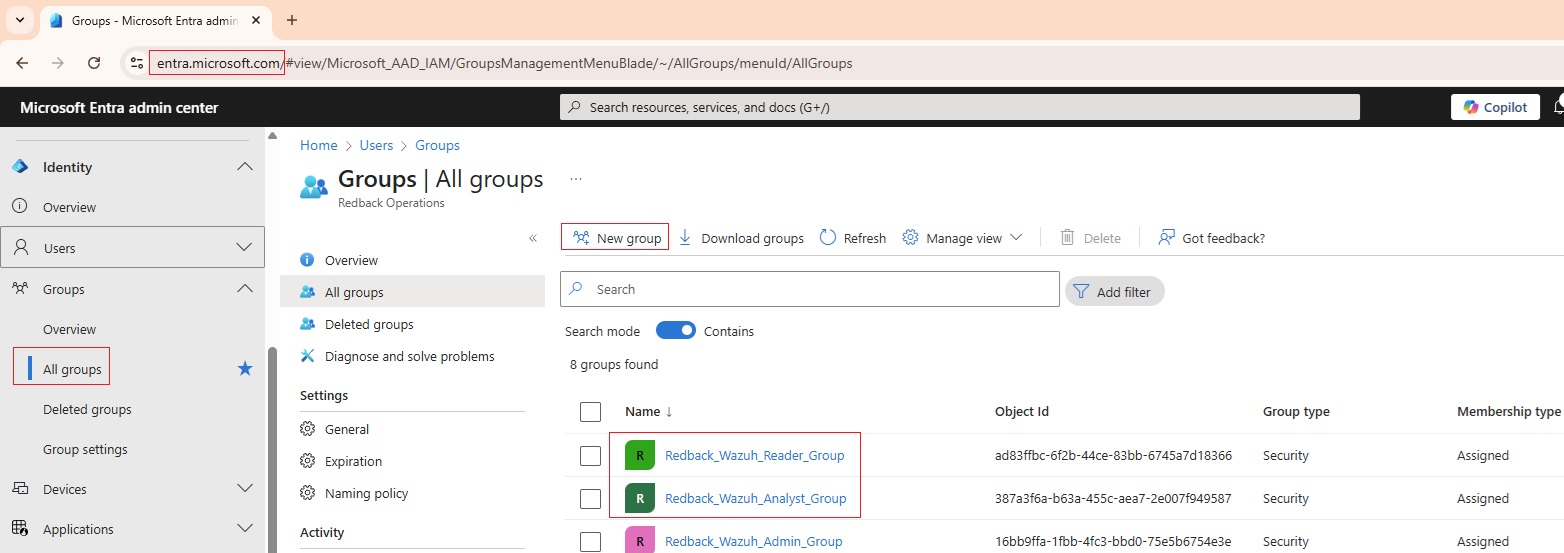 Groups - Microsoft Entra admin
entra.microsoft.com/#view/Microsoft_AAD_IAM/GroupsManagementMenuBlade/~/AllGroups/menuId/AllGroups
Microsoft Entra admin center
Search resources, services, and docs (G+/)
Copilot
Identity
Overview
Users
Groups
Overview
All groups
Deleted groups
Group settings
Devices
Applications
Home > Users > Groups
Groups | All groups
...
Redback Operations
«
Overview
All groups
Deleted groups
Diagnose and solve problems
Settings
General
Expiration
Naming policy
Activity
New group
Download groups
Refresh
Manage view
Delete
Got feedback?
Search
Add filter
Search mode
Contains
8 groups found
Name ↓ Object Id Group type Membership type
R Redback_Wazuh_Reader_Group ad83ffbc-6f2b-44ce-83bb-6745a7d18366 Security Assigned
R Redback_Wazuh_Analyst_Group 387a3f6a-b63a-455c-aea7-2e007f949587 Security Assigned
R Redback_Wazuh_Admin_Group 16bb9ffa-1fbb-4fc3-bbd0-75e5b6754e3e Security Assigned